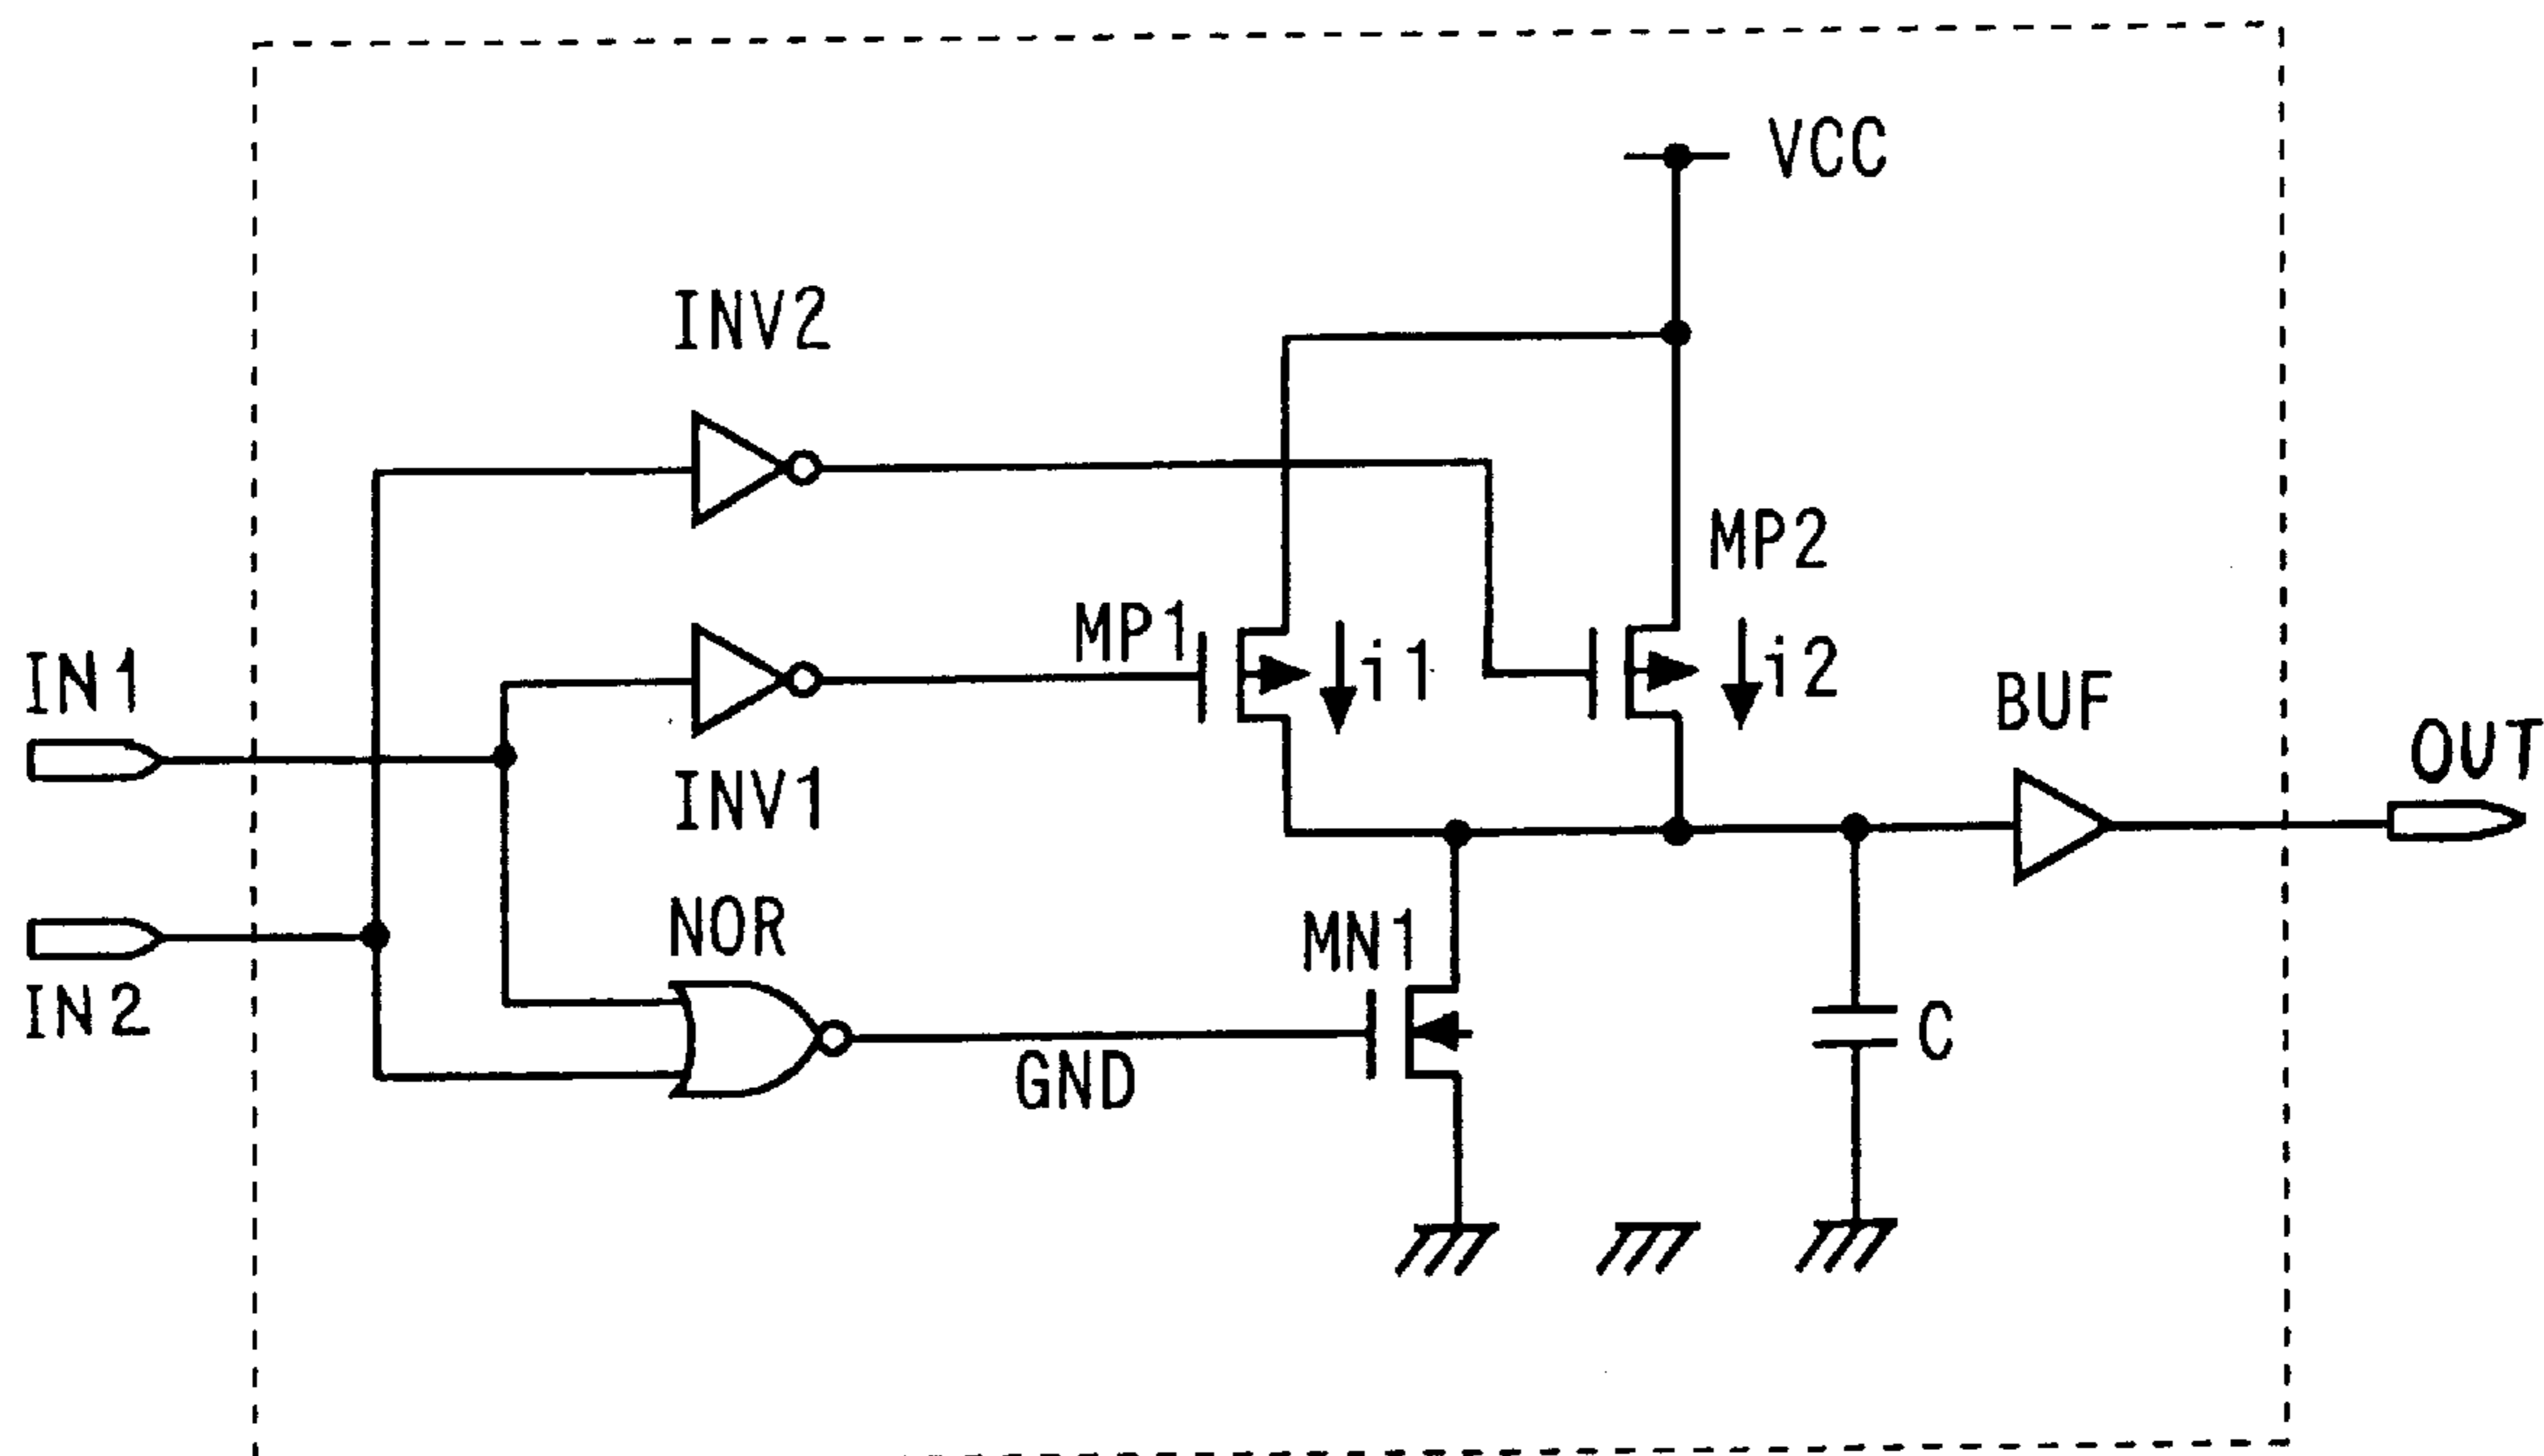 VCC
INV2
MP2
MP1
i1
i2
IN1
BUF
OUT
INV1
NOR
MN1
IN2
C
GND